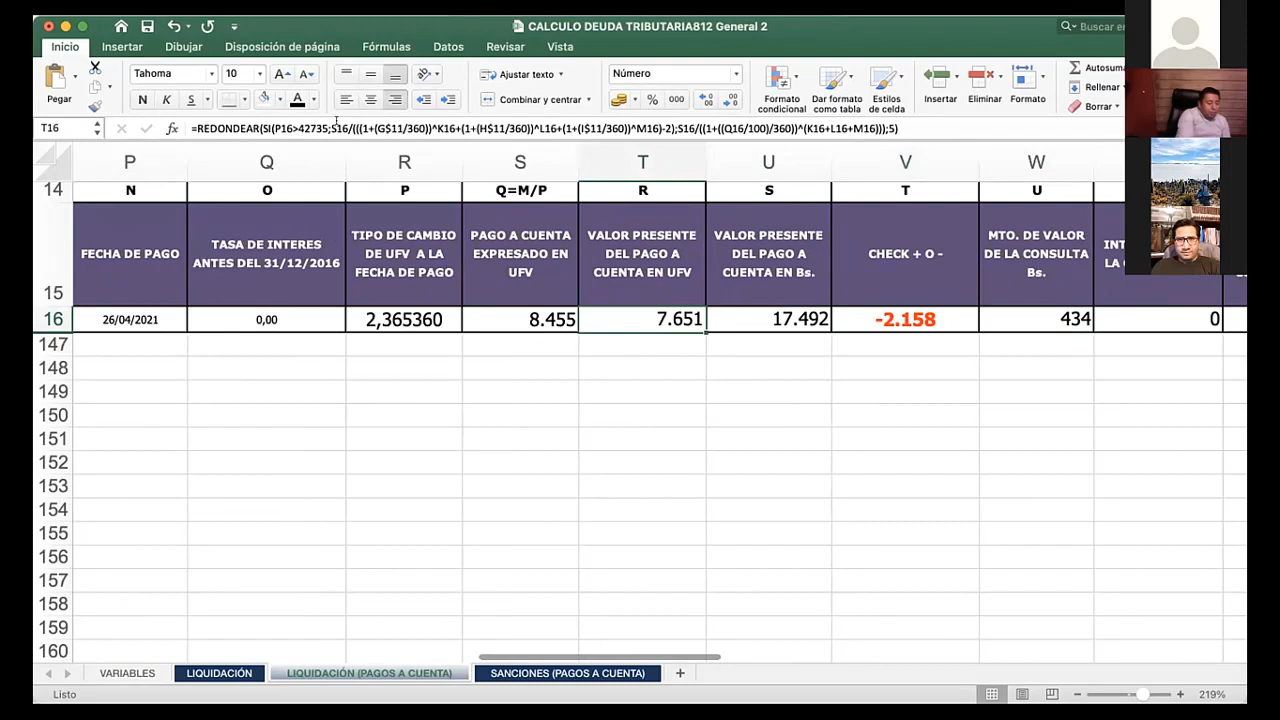 CALCULO DEUDA TRIBUTARIA812 General 2
Buscar en
Inicio Insertar Dibujar Disposición de página Fórmulas Datos Revisar Vista
Pegar
Tahoma 10
N K S
Ajustar texto
Combinar y centrar
Número
% 000
Formato condicional
Dar formato como tabla
Estilos de celda
Insertar
Eliminar
Formato
Autosuma
Rellenar
Borrar
T16 fx =REDONDEAR(SI(P16>42735;S16/(((1+(G$11/360))^K16+(1+(H$11/360))^L16+(1+(I$11/360))^M16)-2);S16/((1+((Q16/100)/360))^(K16+L16+M16)));5)
P Q R S T U V W
14 N O P Q=M/P R S T U
15 FECHA DE PAGO
TASA DE INTERES ANTES DEL 31/12/2016
TIPO DE CAMBIO DE UFV A LA FECHA DE PAGO
PAGO A CUENTA EXPRESADO EN UFV
VALOR PRESENTE DEL PAGO A CUENTA EN UFV
VALOR PRESENTE DEL PAGO A CUENTA EN Bs.
CHECK + O -
MTO. DE VALOR DE LA CONSULTA Bs.
16 26/04/2021 0,00 2,365360 8.455 7.651 17.492 -2.158 434 0
147
148
149
150
151
152
153
154
155
156
157
158
159
160
VARIABLES LIQUIDACIÓN LIQUIDACIÓN (PAGOS A CUENTA) SANCIONES (PAGOS A CUENTA) +
Listo
219%